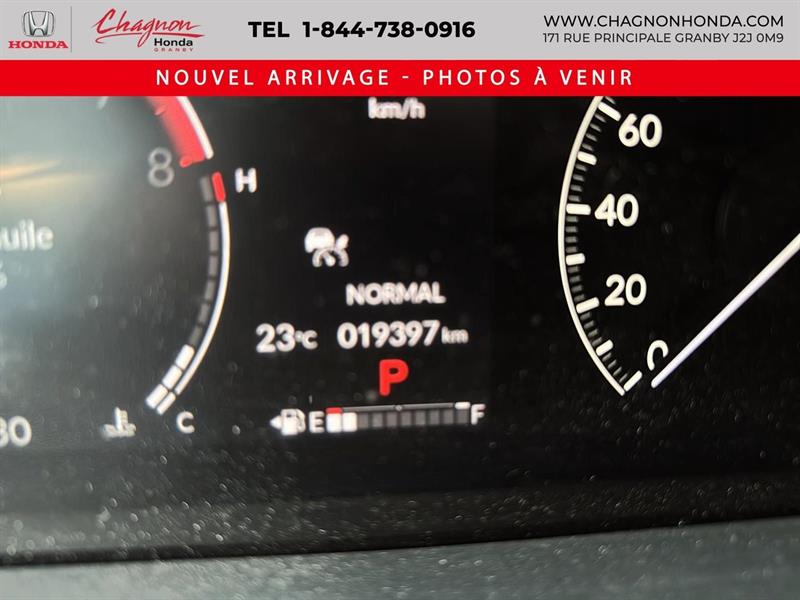 HONDA
Chagnon
Honda
GRANBY
TEL 1-844-738-0916
WWW.CHAGNONHONDA.COM
171 RUE PRINCIPALE GRANBY J2J 0M9
NOUVEL ARRIVAGE - PHOTOS À VENIR
km/h
60
8
H
40
NORMAL
20
23°C 019397 km
P
C
E F